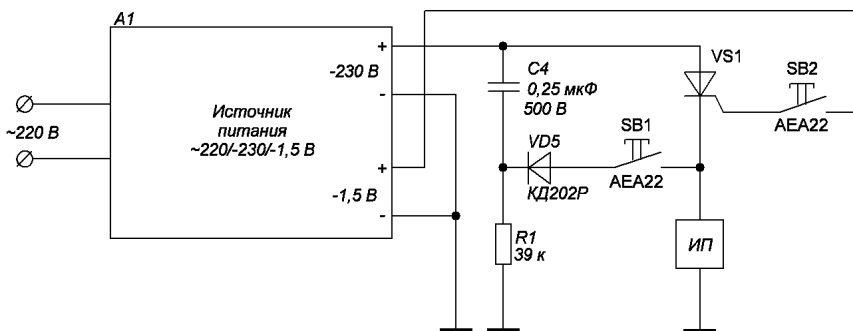 A1
+
-230 В
-
Источник
питания
~220/-230/-1,5 В
+
-1,5 В
-
~220 В
C4
0,25 мкФ
500 В
VD5
КД202Р
R1
39 к
SB1
AEA22
VS1
SB2
AEA22
ИП